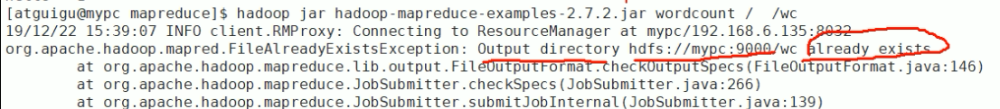 [atguigu@mypc mapreduce]$ hadoop jar hadoop-mapreduce-examples-2.7.2.jar wordcount /  /wc
19/12/22 15:39:07 INFO client.RMProxy: Connecting to ResourceManager at mypc/192.168.6.135:8032
org.apache.hadoop.mapred.FileAlreadyExistsException: Output directory hdfs://mypc:9000/wc already exists
        at org.apache.hadoop.mapreduce.lib.output.FileOutputFormat.checkOutputSpecs(FileOutputFormat.java:146)
        at org.apache.hadoop.mapreduce.JobSubmitter.checkSpecs(JobSubmitter.java:266)
        at org.apache.hadoop.mapreduce.JobSubmitter.submitJobInternal(JobSubmitter.java:139)